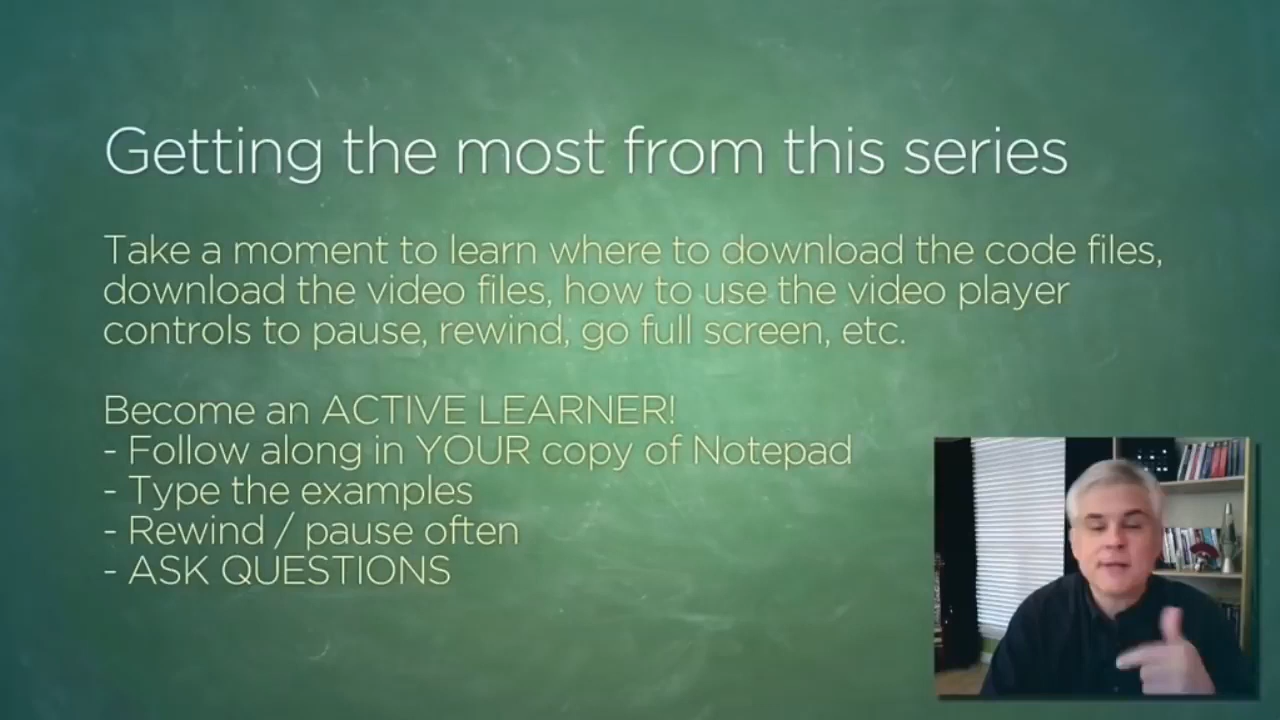 Getting the most from this series
Take a moment to learn where to download the code files,
download the video files, how to use the video player
controls to pause, rewind, go full screen, etc.
Become an ACTIVE LEARNER!
- Follow along in YOUR copy of Notepad
- Type the examples
- Rewind / pause often
- ASK QUESTIONS